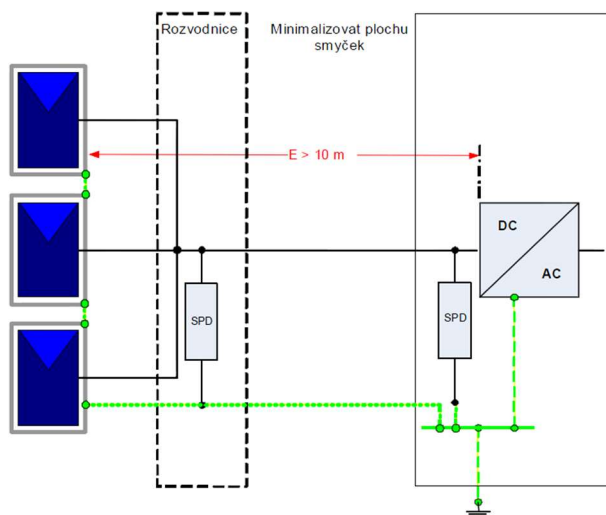 Rozvodnice
Minimalizovat plochu
smyček
E > 10 m
DC
AC
SPD
SPD